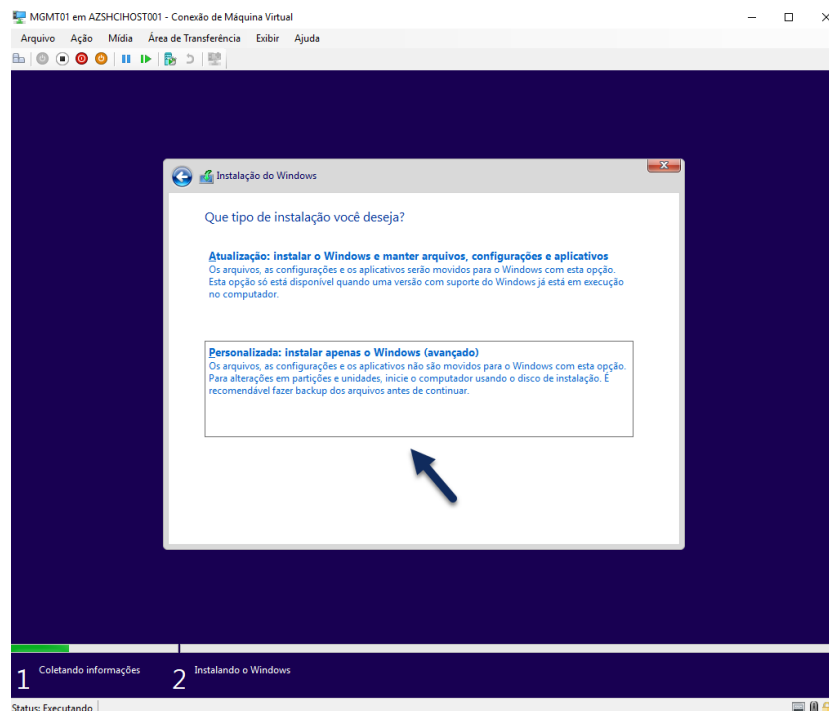 MGMT01 em AZSHCIHOST001 - Conexão de Máquina Virtual
Arquivo Ação Mídia Área de Transferência Exibir Ajuda
Instalação do Windows
Que tipo de instalação você deseja?
Atualização: instalar o Windows e manter arquivos, configurações e aplicativos
Os arquivos, as configurações e os aplicativos serão movidos para o Windows com esta opção.
Esta opção só está disponível quando uma versão com suporte do Windows já está em execução
no computador.
Personalizada: instalar apenas o Windows (avançado)
Os arquivos, as configurações e os aplicativos não são movidos para o Windows com esta opção.
Para alterações em partições e unidades, inicie o computador usando o disco de instalação. É
recomendável fazer backup dos arquivos antes de continuar.
1 Coletando informações 2 Instalando o Windows
Status: Executando